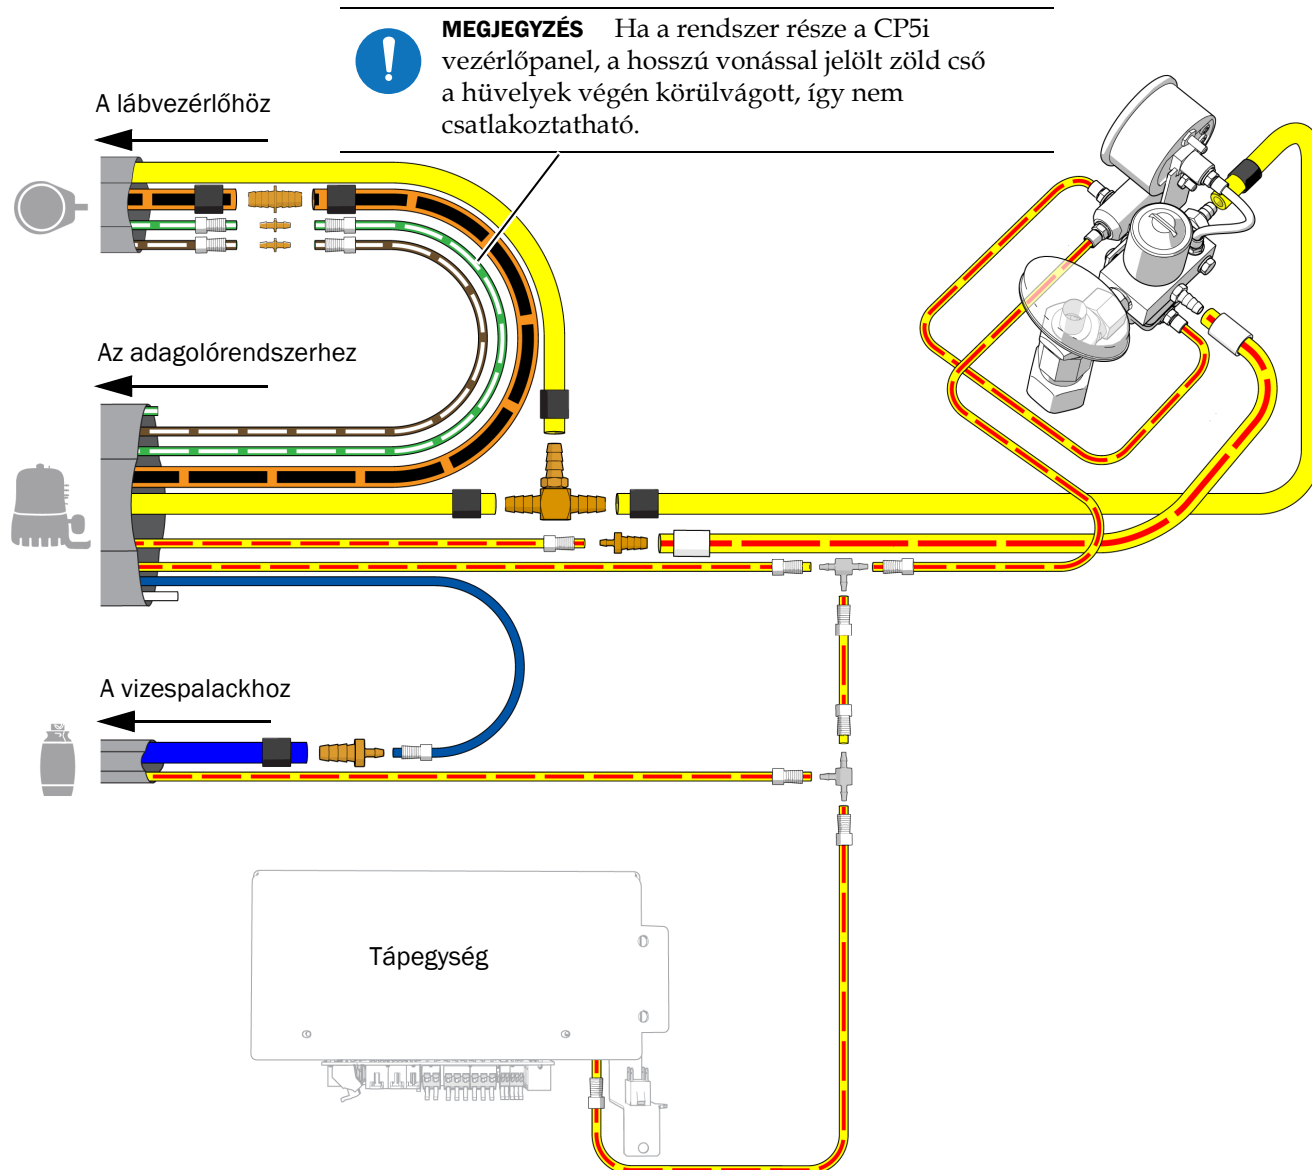 MEGJEGYZÉS Ha a rendszer része a CP5i
vezérlőpanel, a hosszú vonással jelölt zöld cső
a hüvelyek végén körülvágott, így nem
csatlakoztatható.
A lábvezérlőhöz
Az adagolórendszerhez
A vizespalackhoz
Tápegység